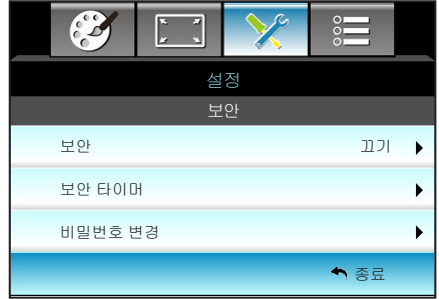 설정
보안
보안 끄기
보안 타이머
비밀번호 변경
종료